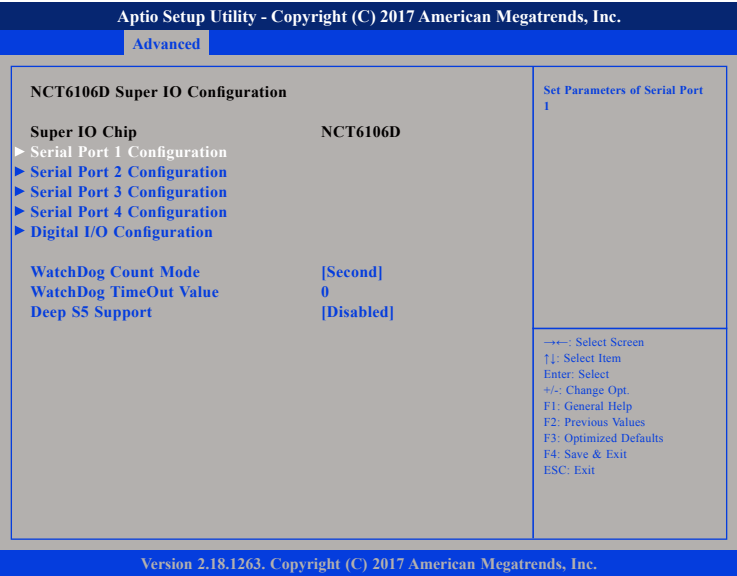 Aptio Setup Utility - Copyright (C) 2017 American Megatrends, Inc.
Advanced
NCT6106D Super IO Configuration
Super IO Chip NCT6106D
► Serial Port 1 Configuration
► Serial Port 2 Configuration
► Serial Port 3 Configuration
► Serial Port 4 Configuration
► Digital I/O Configuration
WatchDog Count Mode [Second]
WatchDog TimeOut Value 0
Deep S5 Support [Disabled]
Set Parameters of Serial Port
1
→←: Select Screen
↑↓: Select Item
Enter: Select
+/-: Change Opt.
F1: General Help
F2: Previous Values
F3: Optimized Defaults
F4: Save & Exit
ESC: Exit
Version 2.18.1263. Copyright (C) 2017 American Megatrends, Inc.